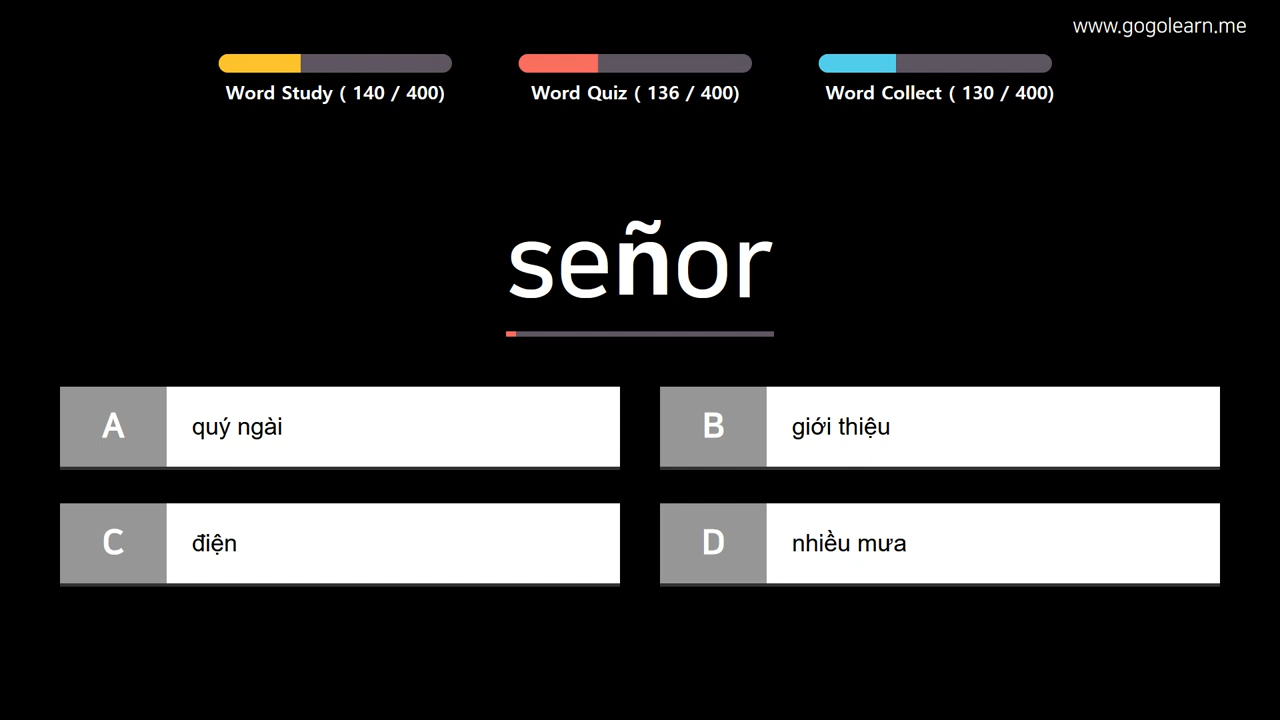 www.gogolearn.me
Word Study ( 140 / 400)
Word Quiz ( 136 / 400)
Word Collect ( 130 / 400)
señor
A quý ngài
B giới thiệu
C điện
D nhiều mưa